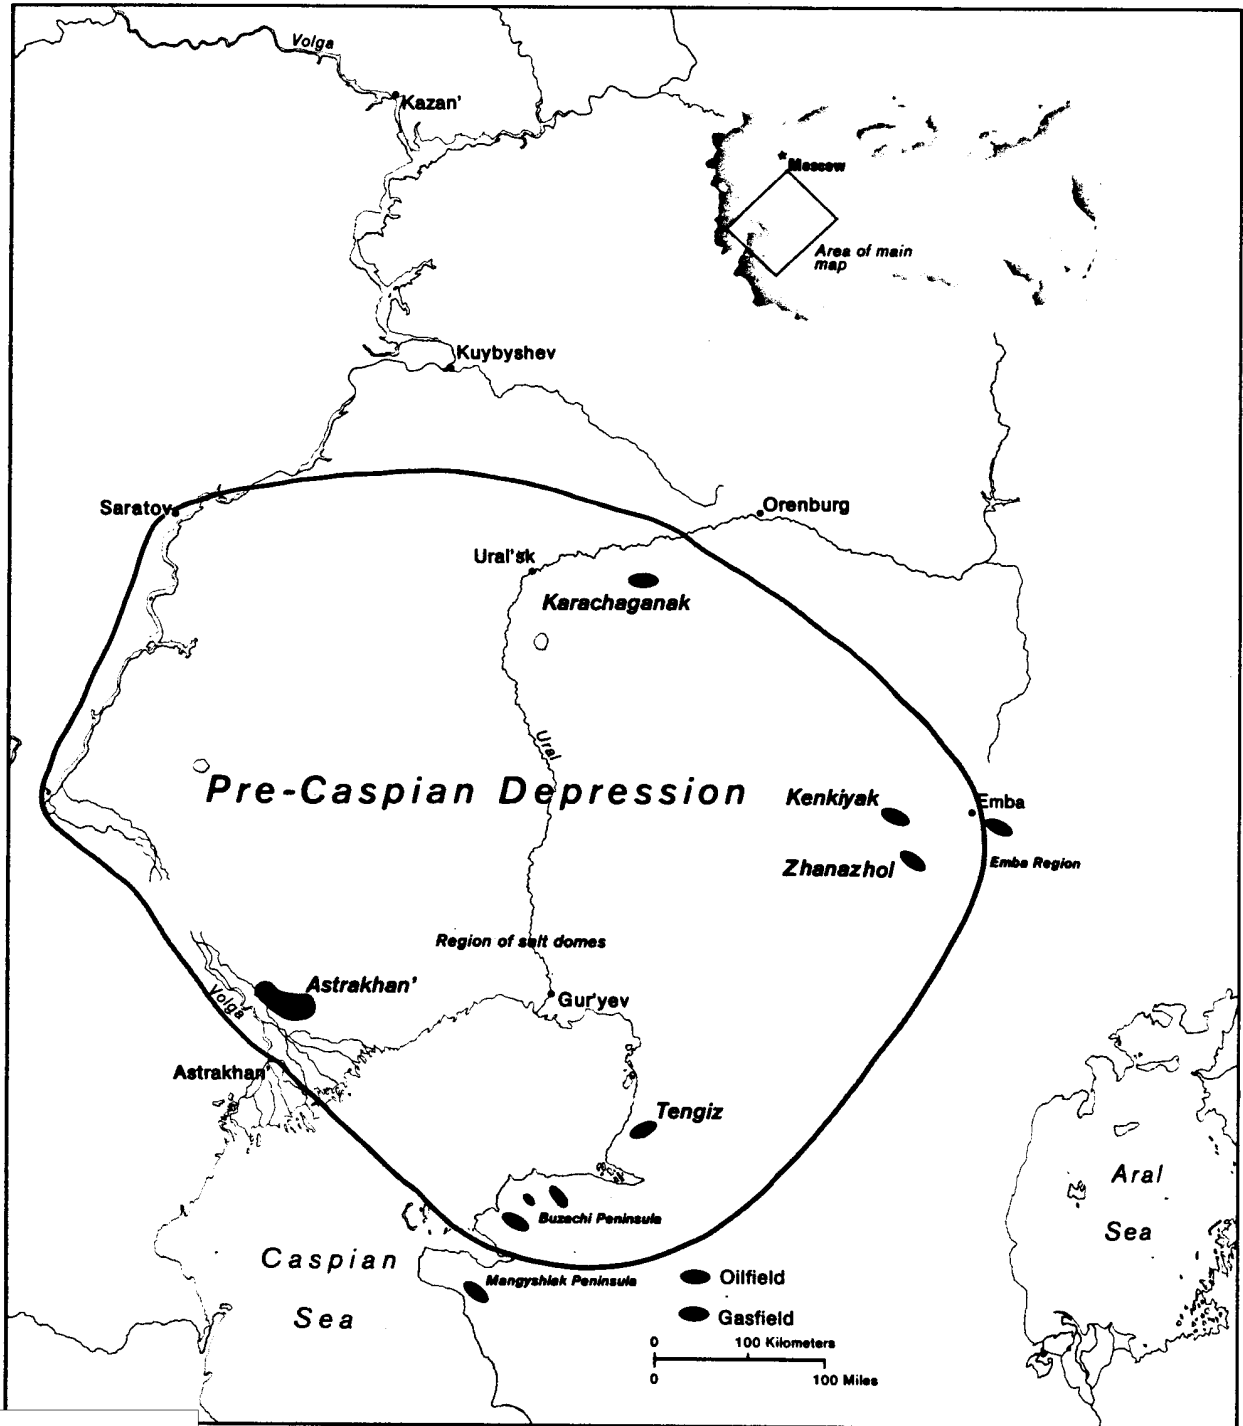 Volga
Kazan'
Moscow
Area of main
map
Kuybyshev
Saratov
Orenburg
Ural'sk
Karachaganak
Ural
Pre-Caspian Depression
Kenkiyak
Emba
Zhanazhol
Emba Region
Region of salt domes
Astrakhan'
Volga
Gur'yev
Astrakhan'
Tengiz
Aral
Sea
Buzachi Peninsula
Caspian
Sea
Mangyshlak Peninsula
Oilfield
Gasfield
0 100 Kilometers
0 100 Miles